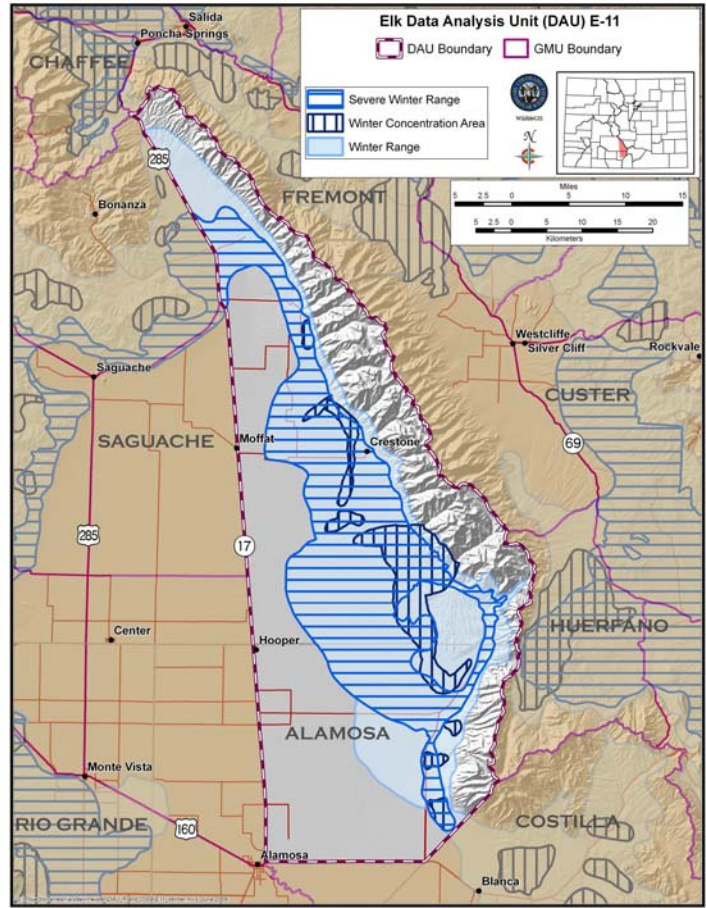 Elk Data Analysis Unit (DAU) E-11
DAU Boundary
GMU Boundary
Severe Winter Range
Winter Concentration Area
Winter Range
N
Miles
5 2.5 0 5 10 15
5 2.5 0 5 10 15 20
Kilometers
Salida
Poncha Springs
CHAFFEE
285
FREMONT
Bonanza
Westcliffe
Silver Cliff
Rockvale
Saguache
CUSTER
SAGUACHE
Moffat
Crestone
69
285
17
Center
Hooper
HUERFANO
ALAMOSA
Monte Vista
RIO GRANDE
160
COSTILLA
Alamosa
Blanca